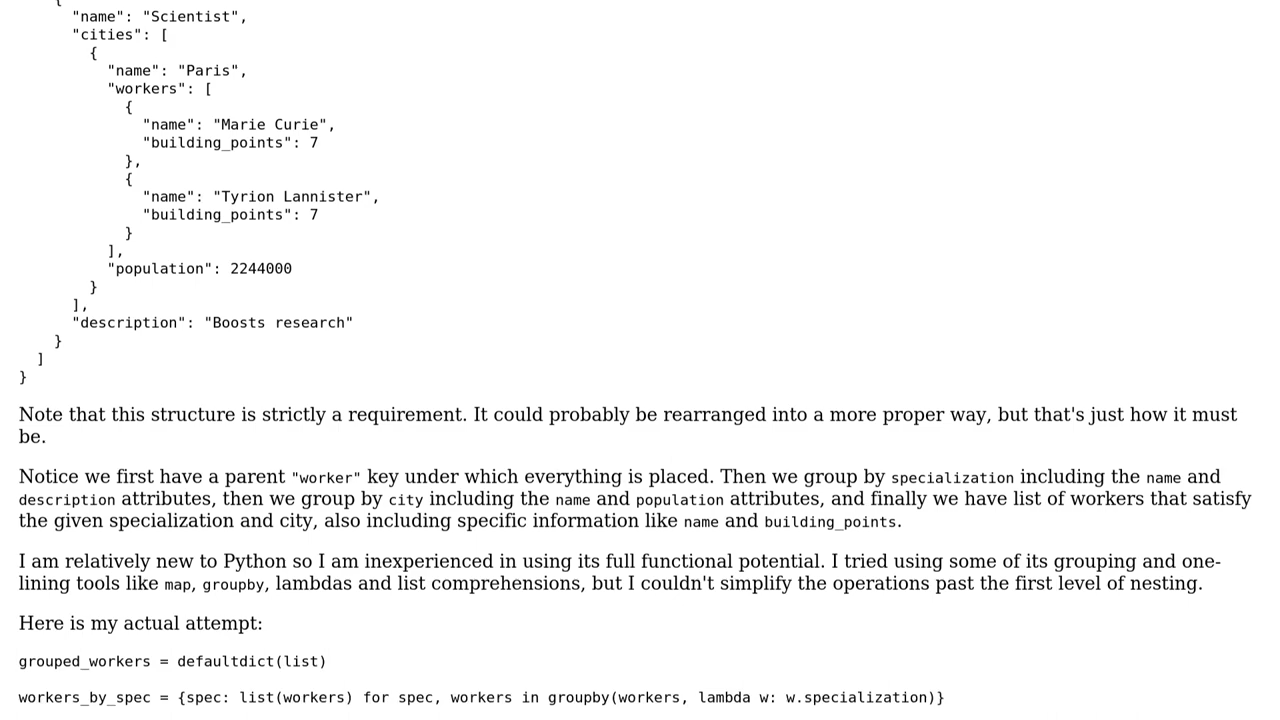 {
"name": "Scientist",
"cities": [
{
"name": "Paris",
"workers": [
{
"name": "Marie Curie",
"building_points": 7
},
{
"name": "Tyrion Lannister",
"building_points": 7
}
],
"population": 2244000
}
],
"description": "Boosts research"
}
]
}
Note that this structure is strictly a requirement. It could probably be rearranged into a more proper way, but that's just how it must
be.
Notice we first have a parent "worker" key under which everything is placed. Then we group by specialization including the name and
description attributes, then we group by city including the name and population attributes, and finally we have list of workers that satisfy
the given specialization and city, also including specific information like name and building_points.
I am relatively new to Python so I am inexperienced in using its full functional potential. I tried using some of its grouping and one-
lining tools like map, groupby, lambdas and list comprehensions, but I couldn't simplify the operations past the first level of nesting.
Here is my actual attempt:
grouped_workers = defaultdict(list)
workers_by_spec = {spec: list(workers) for spec, workers in groupby(workers, lambda w: w.specialization)}